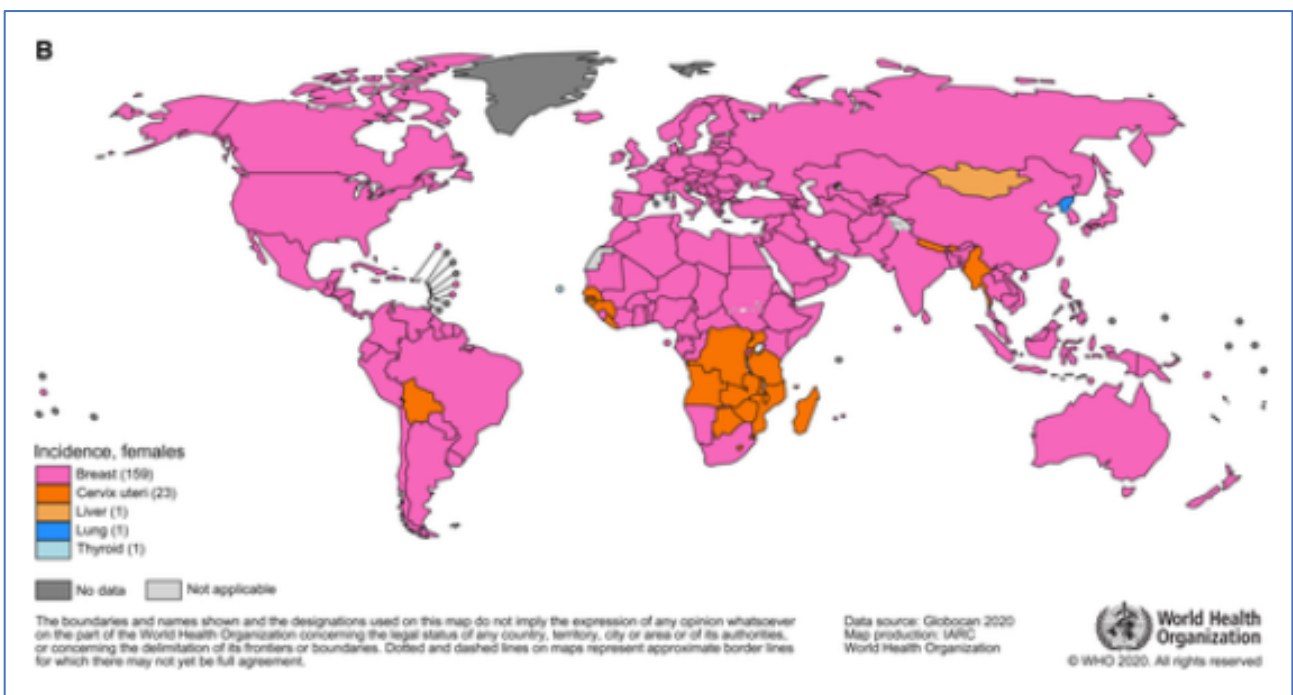 B
Incidence, females
Breast (159)
Cervix uteri (23)
Liver (1)
Lung (1)
Thyroid (1)
No data
Not applicable
The boundaries and names shown and the designations used on this map do not imply the expression of any opinion whatsoever
on the part of the World Health Organization concerning the legal status of any country, territory, city or area or of its authorities,
or concerning the delimitation of its frontiers or boundaries. Dotted and dashed lines on maps represent approximate border lines
for which there may not yet be full agreement.
Data source: Globocan 2020
Map production: IARC
World Health Organization
World Health
Organization
© WHO 2020. All rights reserved